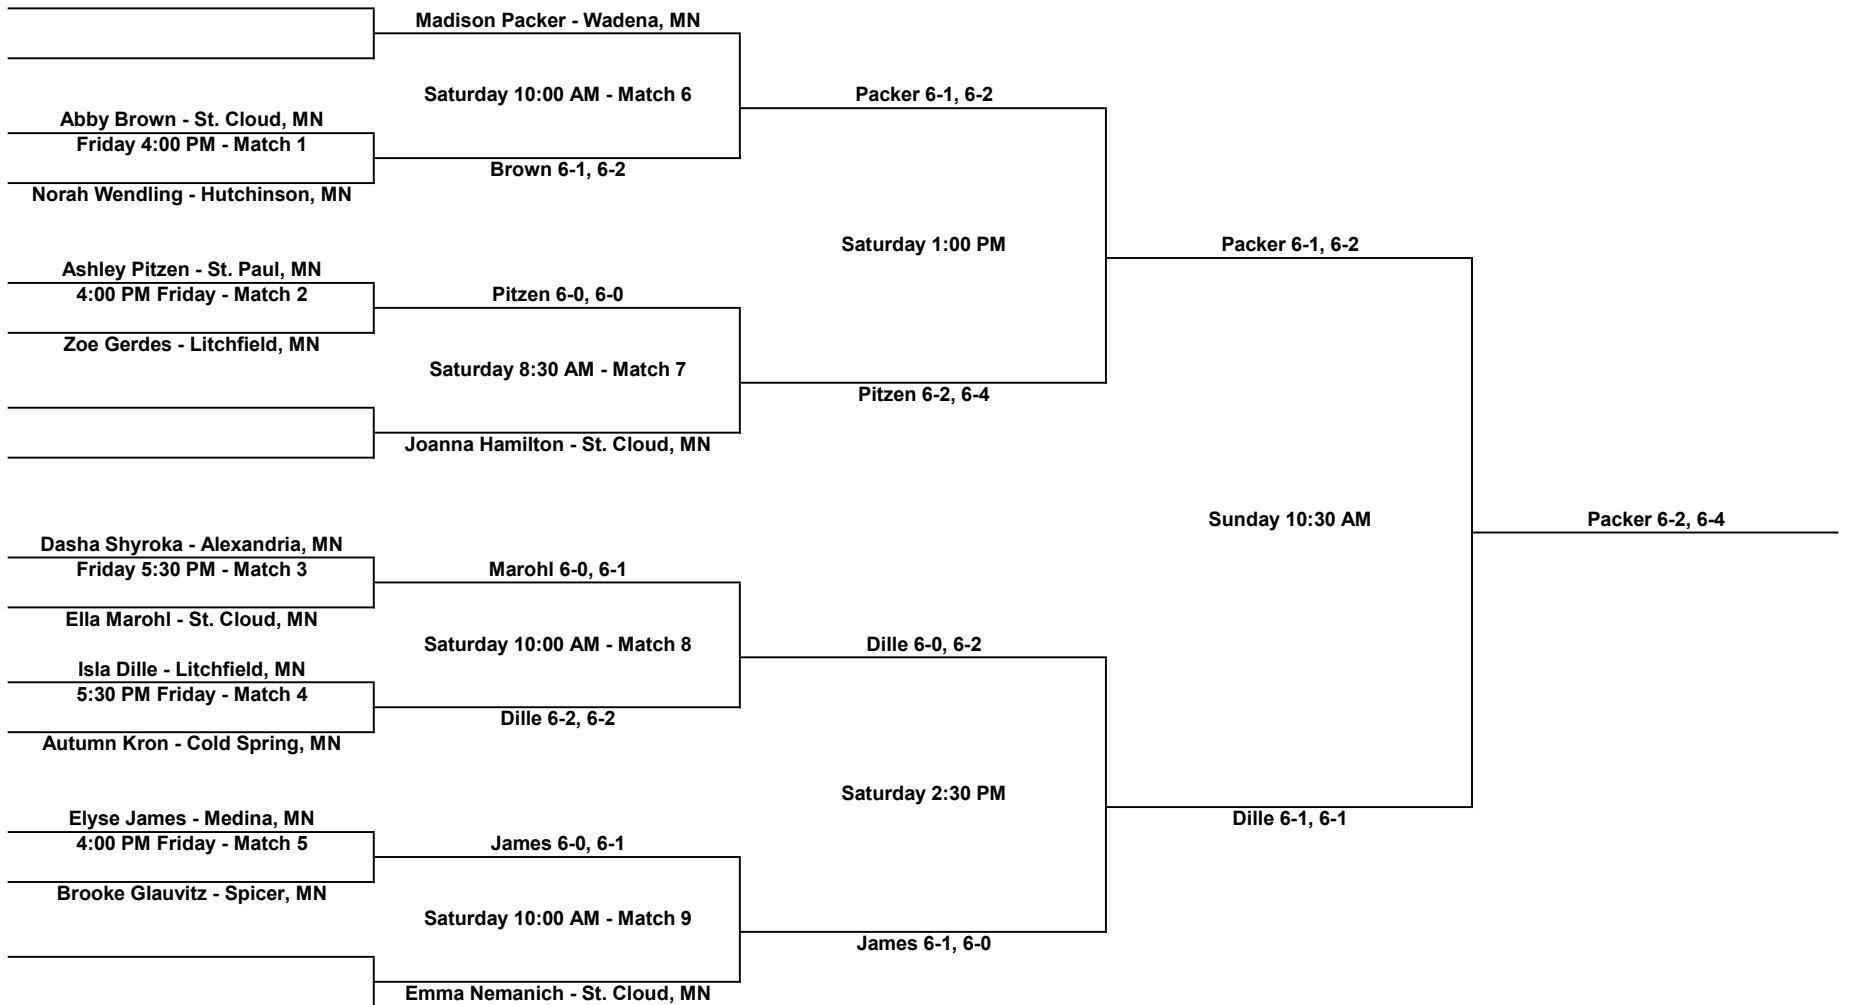 Madison Packer - Wadena, MN
Saturday 10:00 AM - Match 6
Packer 6-1, 6-2
Abby Brown - St. Cloud, MN
Friday 4:00 PM - Match 1
Brown 6-1, 6-2
Norah Wendling - Hutchinson, MN
Saturday 1:00 PM
Packer 6-1, 6-2
Ashley Pitzen - St. Paul, MN
4:00 PM Friday - Match 2
Pitzen 6-0, 6-0
Zoe Gerdes - Litchfield, MN
Saturday 8:30 AM - Match 7
Pitzen 6-2, 6-4
Joanna Hamilton - St. Cloud, MN
Sunday 10:30 AM
Packer 6-2, 6-4
Dasha Shyroka - Alexandria, MN
Friday 5:30 PM - Match 3
Marohl 6-0, 6-1
Ella Marohl - St. Cloud, MN
Saturday 10:00 AM - Match 8
Dille 6-0, 6-2
Isla Dille - Litchfield, MN
5:30 PM Friday - Match 4
Dille 6-2, 6-2
Autumn Kron - Cold Spring, MN
Saturday 2:30 PM
Elyse James - Medina, MN
Dille 6-1, 6-1
4:00 PM Friday - Match 5
James 6-0, 6-1
Brooke Glauvitz - Spicer, MN
Saturday 10:00 AM - Match 9
James 6-1, 6-0
Emma Nemanich - St. Cloud, MN